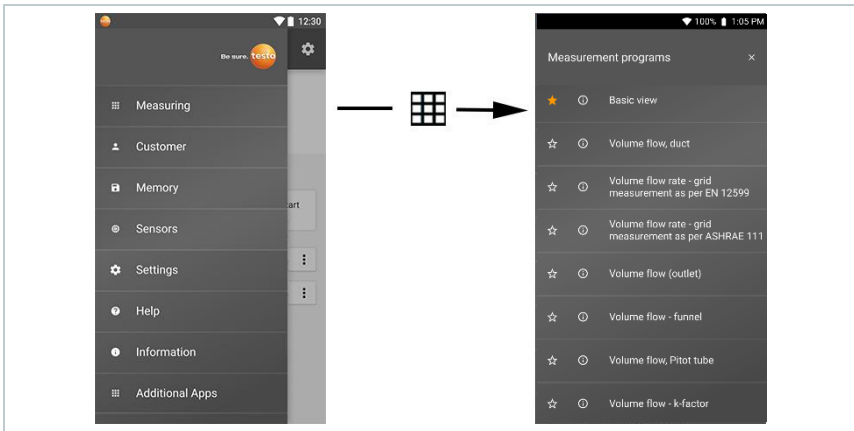 12:30
Be sure. testo
Measuring
Customer
Memory
Sensors
art
Settings
Help
Information
Additional Apps
100% 1:05 PM
Measurement programs
Basic view
Volume flow, duct
Volume flow rate - grid
measurement as per EN 12599
Volume flow rate - grid
measurement as per ASHRAE 111
Volume flow (outlet)
Volume flow - funnel
Volume flow, Pitot tube
Volume flow - k-factor